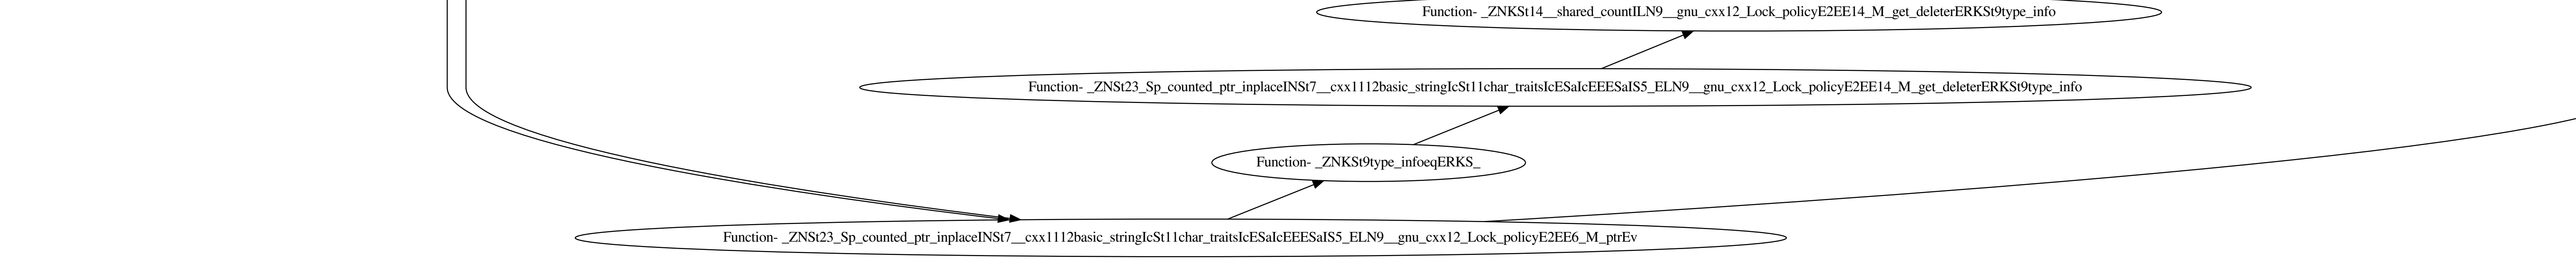 Function- _ZNKSt14__shared_countILN9__gnu_cxx12_Lock_policyE2EE14_M_get_deleterERKSt9type_info
Function- _ZNSt23_Sp_counted_ptr_inplaceINSt7__cxx1112basic_stringIcSt11char_traitsIcESaIcEEESaIS5_ELN9__gnu_cxx12_Lock_policyE2EE14_M_get_deleterERKSt9type_info
Function- _ZNKSt9type_infoeqERKS_
Function- _ZNSt23_Sp_counted_ptr_inplaceINSt7__cxx1112basic_stringIcSt11char_traitsIcESaIcEEESaIS5_ELN9__gnu_cxx12_Lock_policyE2EE6_M_ptrEv